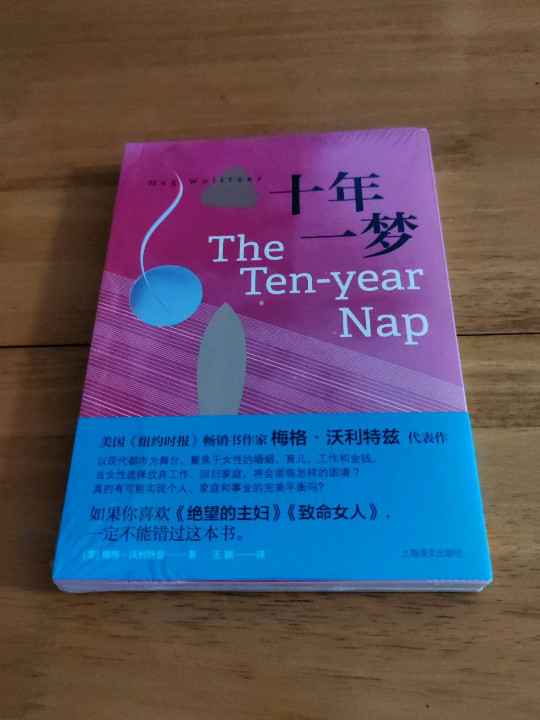 Meg Wolitzer
十年
一梦
The
Ten-year
Nap
美国《纽约时报》畅销书作家 梅格·沃利特兹 代表作
以现代都市为舞台，聚焦于女性的婚姻、育儿、工作和金钱。
当女性选择放弃工作、回归家庭，将会面临怎样的困境？
真的有可能实现个人、家庭和事业的完美平衡吗？
如果你喜欢《绝望的主妇》《致命女人》，
一定不能错过这本书。
[美] 梅格·沃利特兹——著 王颖——译
上海译文出版社